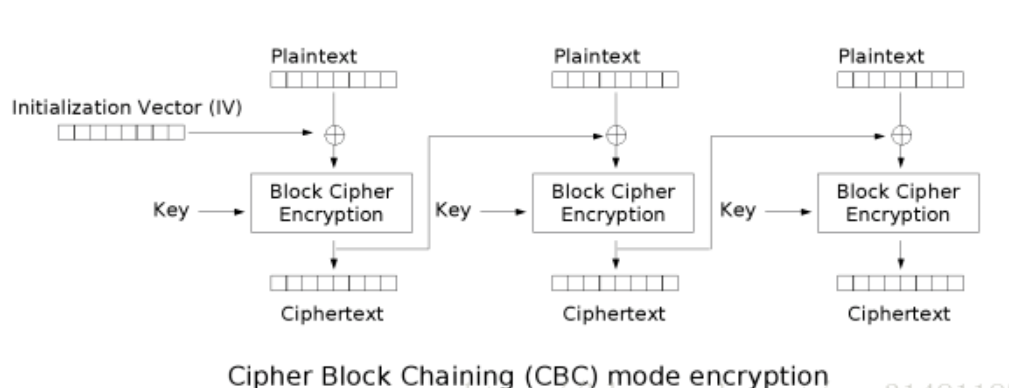 Plaintext Plaintext Plaintext
Initialization Vector (IV)
Block Cipher Block Cipher Block Cipher
Key Encryption Key Encryption Key Encryption
Ciphertext Ciphertext Ciphertext
Cipher Block Chaining (CBC) mode encryption